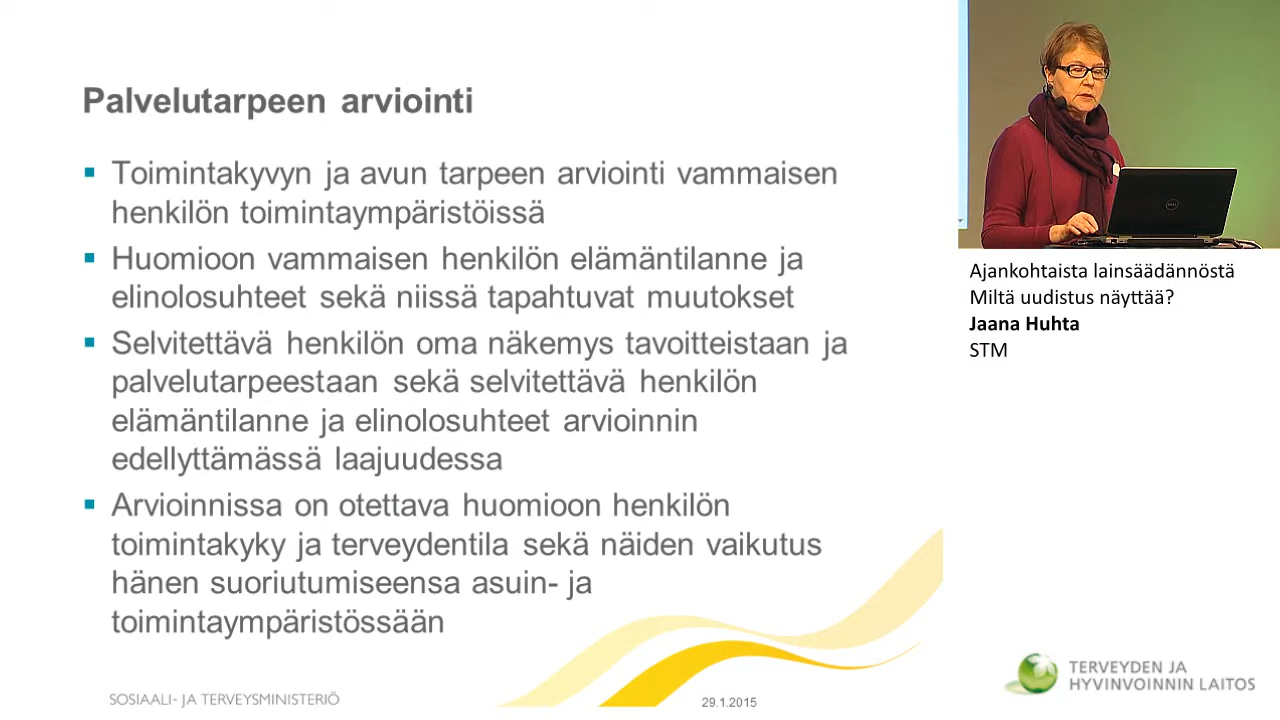 Palvelutarpeen arviointi
Toimintakyvyn ja avun tarpeen arviointi vammaisen
henkilön toimintaympäristöissä
Huomioon vammaisen henkilön elämäntilanne ja
elinolosuhteet sekä niissä tapahtuvat muutokset
Selvitettävä henkilön oma näkemys tavoitteistaan ja
palvelutarpeestaan sekä selvitettävä henkilön
elämäntilanne ja elinolosuhteet arvioinnin
edellyttämässä laajuudessa
Arvioinnissa on otettava huomioon henkilön
toimintakyky ja terveydentila sekä näiden vaikutus
hänen suoriutumiseensa asuin- ja
toimintaympäristössään
SOSIAALI- JA TERVEYSMINISTERIÖ
29.1.2015
Ajankohtaista lainsäädännöstä
Miltä uudistus näyttää?
Jaana Huhta
STM
TERVEYDEN JA
HYVINVOINNIN LAITOS
DELL